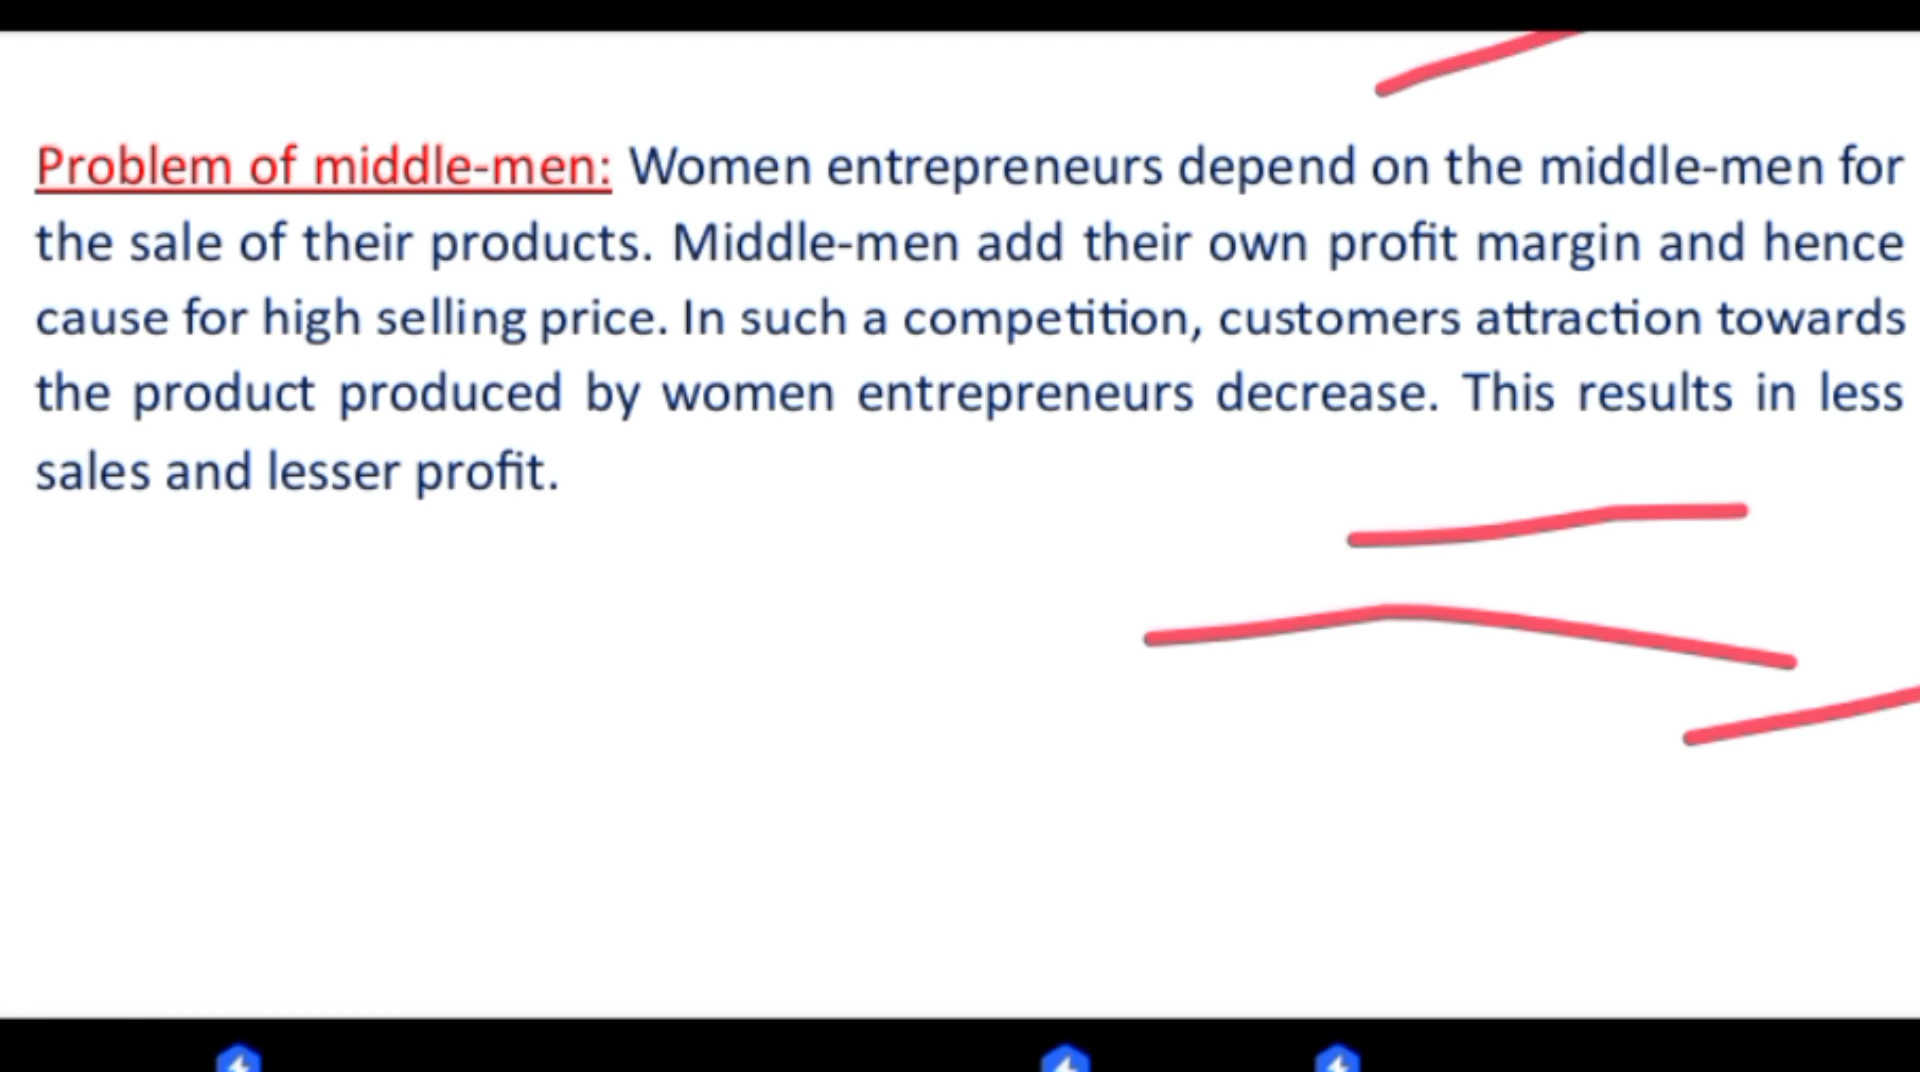 Problem of middle-men: Women entrepreneurs depend on the middle-men for
the sale of their products. Middle-men add their own profit margin and hence
cause for high selling price. In such a competition, customers attraction towards
the product produced by women entrepreneurs decrease. This results in less
sales and lesser profit.